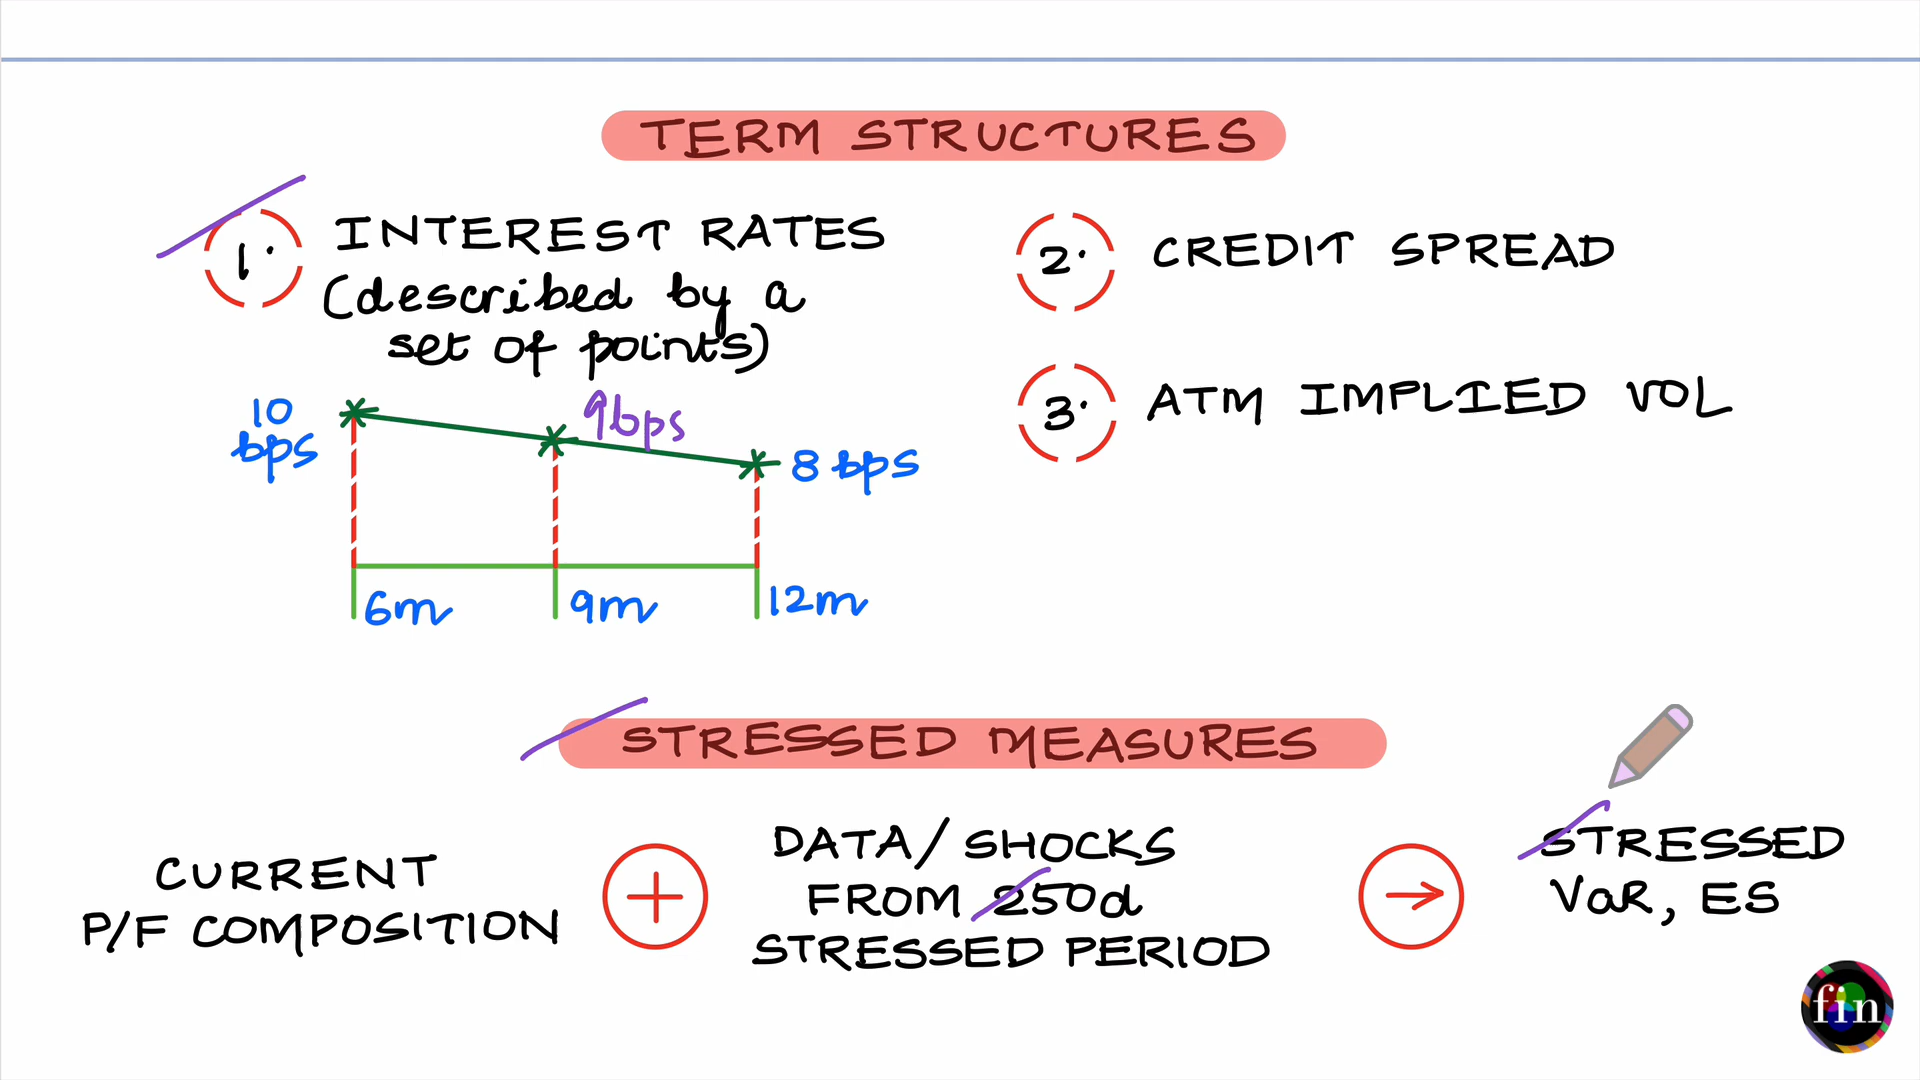 TERM STRUCTURES
1. INTEREST RATES
(described by a
set of points)
2. CREDIT SPREAD
3. ATM IMPLIED VOL
10
bps
9bps
8 bps
6m
9m
12m
STRESSED MEASURES
CURRENT
P/F COMPOSITION
+
DATA/SHOCKS
FROM 250d
STRESSED PERIOD
→
STRESSED
VaR, ES
fin